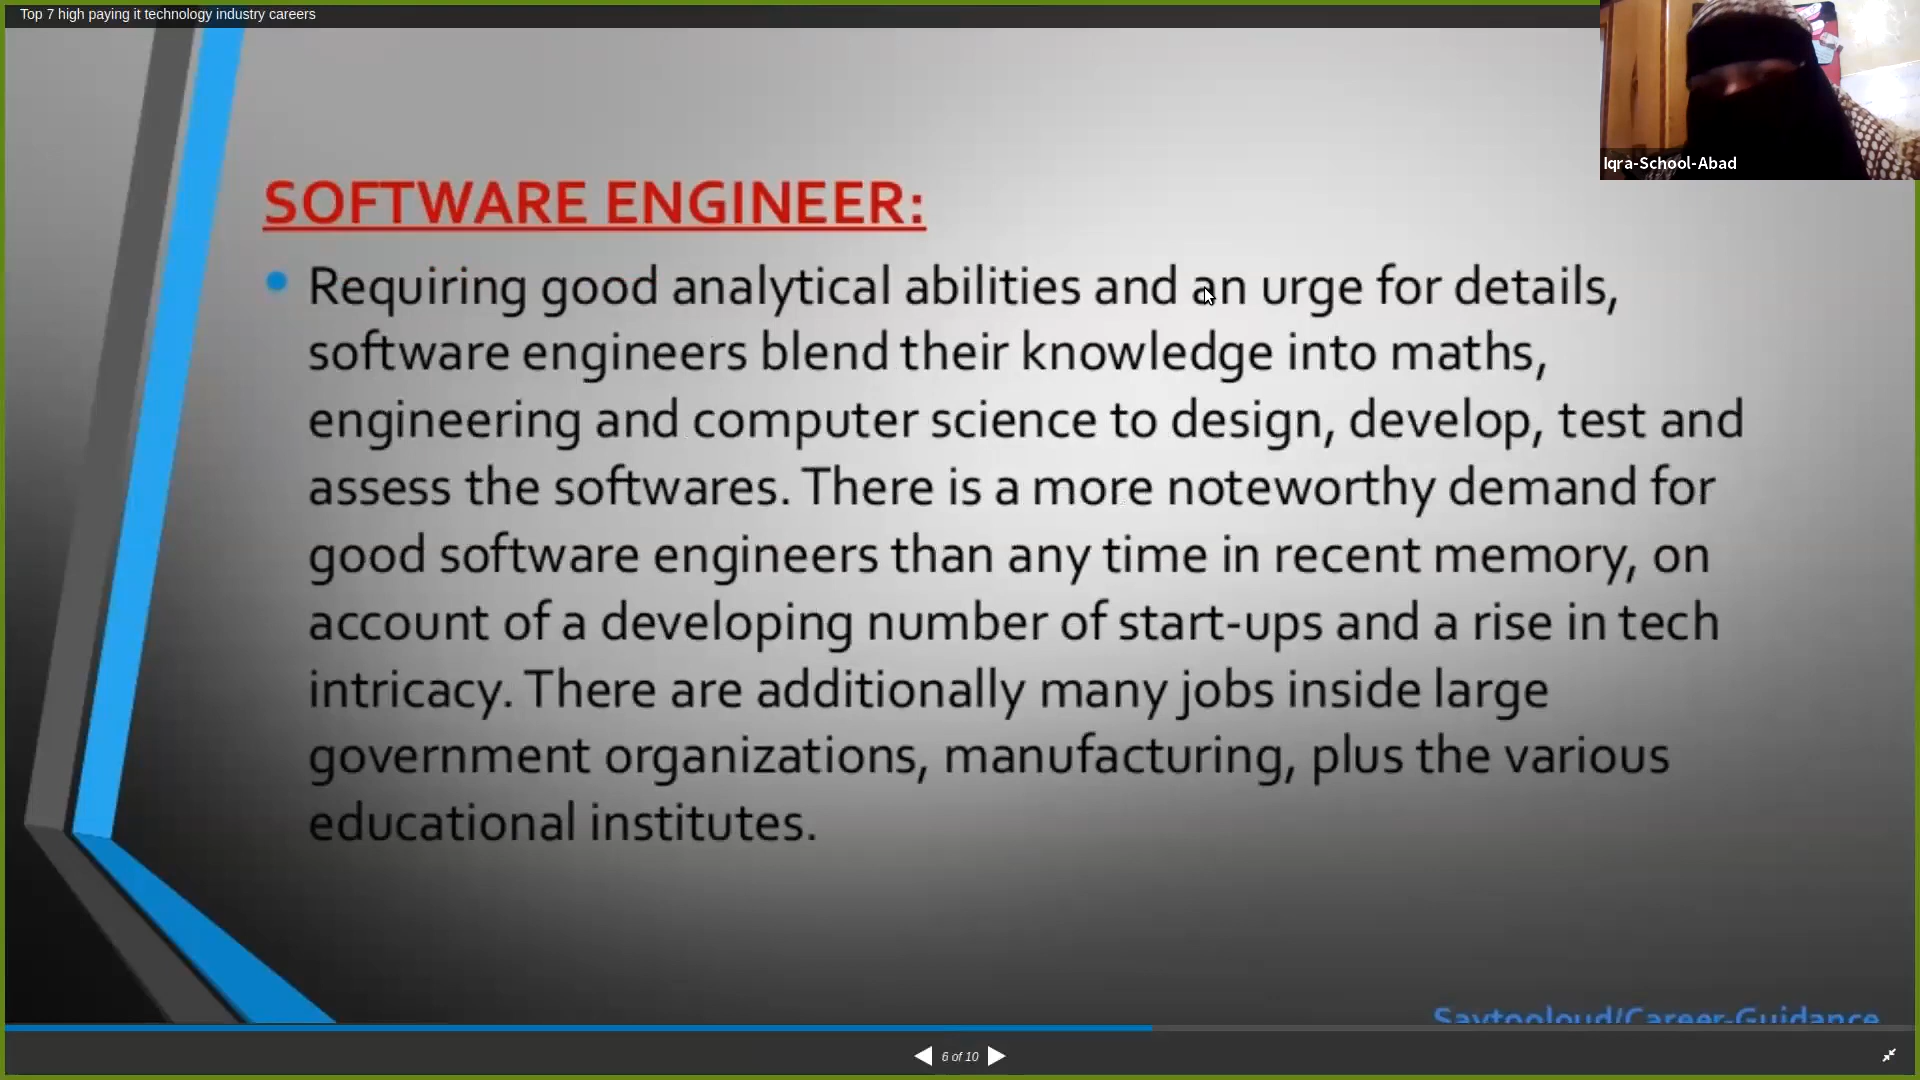 Top 7 high paying it technology industry careers
Iqra-School-Abad
SOFTWARE ENGINEER:
• Requiring good analytical abilities and an urge for details,
software engineers blend their knowledge into maths,
engineering and computer science to design, develop, test and
assess the softwares. There is a more noteworthy demand for
good software engineers than any time in recent memory, on
account of a developing number of start-ups and a rise in tech
intricacy. There are additionally many jobs inside large
government organizations, manufacturing, plus the various
educational institutes.
Saytooloud/Career-Guidance
6 of 10